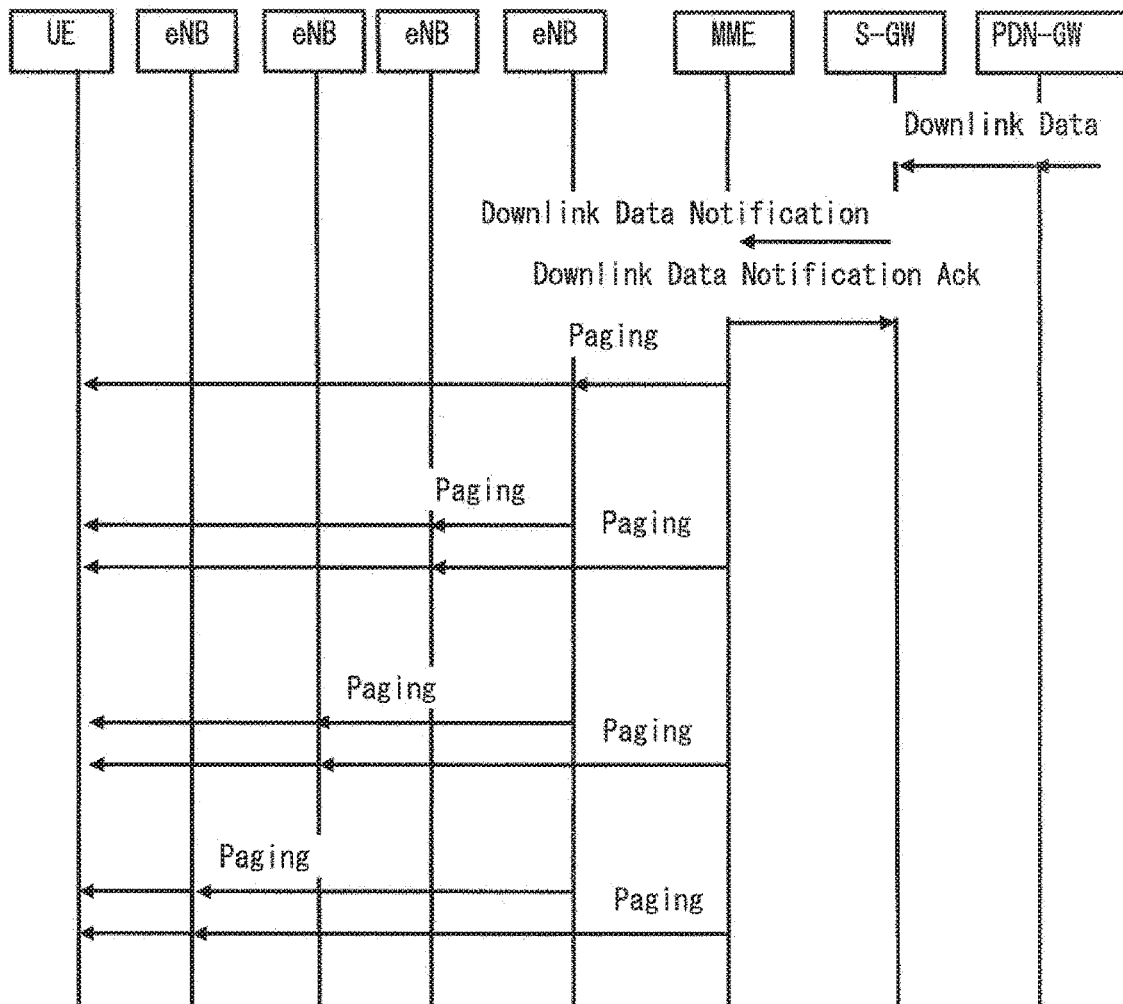 UE eNB eNB eNB eNB MME S-GW PDN-GW
Downlink Data
Downlink Data Notification
Downlink Data Notification Ack
Paging
Paging
Paging
Paging
Paging
Paging
Paging